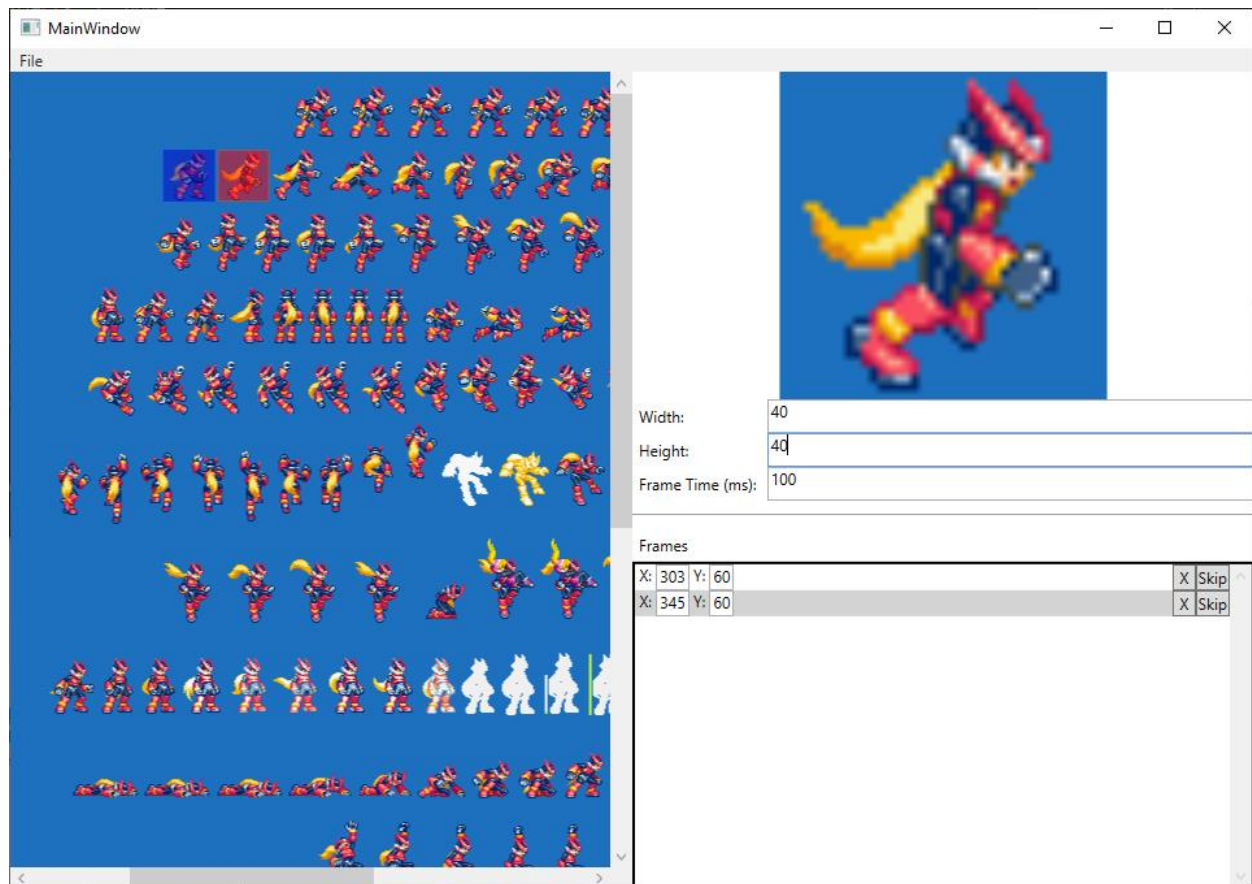 MainWindow
File
Width: 40
Height: 40
Frame Time (ms): 100
Frames
X: 303 Y: 60 X Skip
X: 345 Y: 60 X Skip